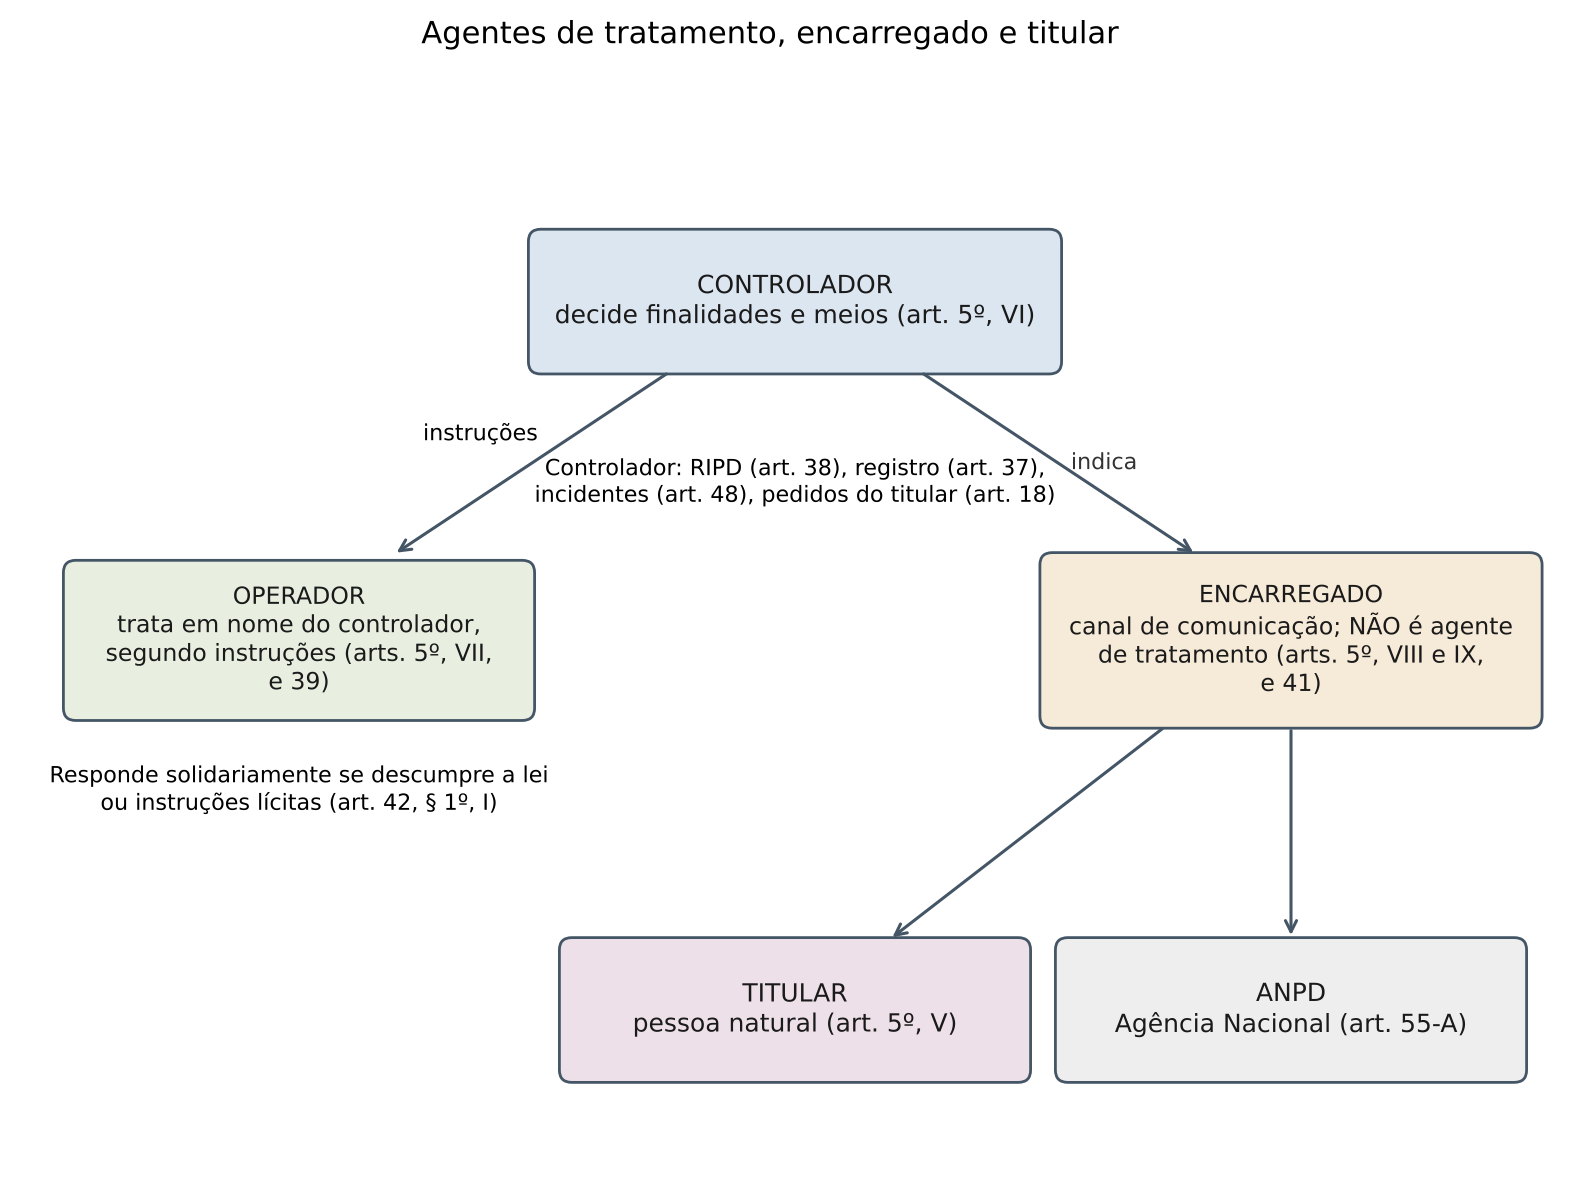 Agentes de tratamento, encarregado e titular
CONTROLADOR
decide finalidades e meios (art. 5º, VI)
instruções
Controlador: RIPD (art. 38), registro (art. 37),
incidentes (art. 48), pedidos do titular (art. 18)
indica
OPERADOR
trata em nome do controlador,
segundo instruções (arts. 5º, VII,
e 39)
ENCARREGADO
canal de comunicação; NÃO é agente
de tratamento (arts. 5º, VIII e IX,
e 41)
Responde solidariamente se descumpre a lei
ou instruções lícitas (art. 42, § 1º, I)
TITULAR
pessoa natural (art. 5º, V)
ANPD
Agência Nacional (art. 55-A)